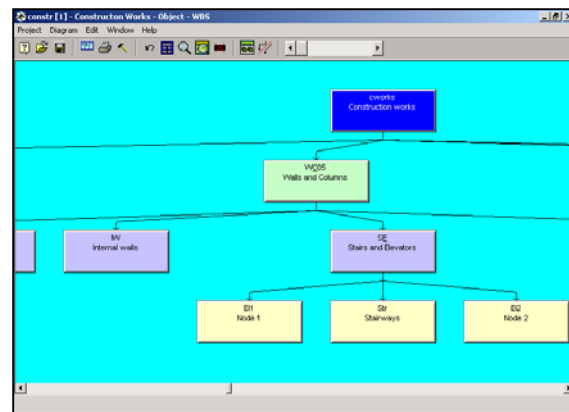 constr [1] - Constructon Works - Object - WBS
Project Diagram Edit Window Help
cworks
Construction works
WC05
Walls and Columns
IW
Internal walls
SE
Stairs and Elevators
El1
Node 1
Str
Stairways
El2
Node 2